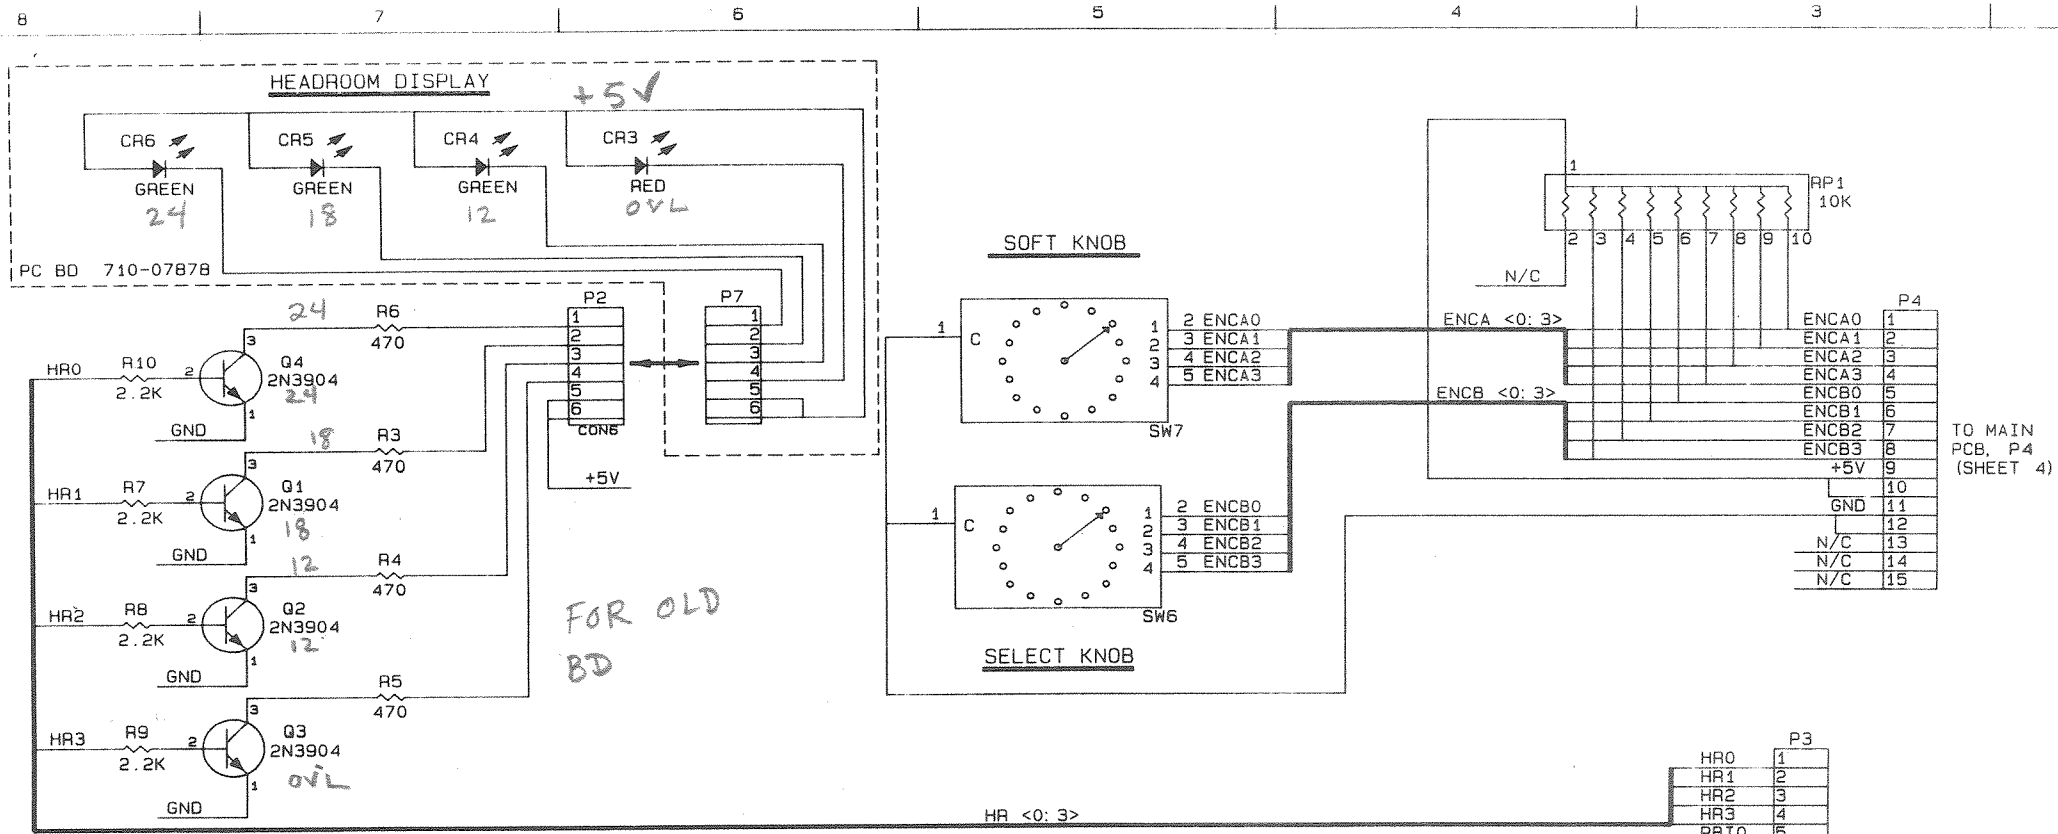 8 7 6 5 4 3
HEADROOM DISPLAY
+5V
CR6 CR5 CR4 CR3
GREEN GREEN GREEN RED
24 18 12 OVL
PC BD 710-07878
P2
1
2
3
4
5
6
CON6
+5V
P7
1
2
3
4
5
6
24
R6
470
HR0 R10 2.2K
2 3 1
Q4
2N3904
24
GND
18
R3
470
HR1 R7 2.2K
2 3 1
Q1
2N3904
18
GND
12
R4
470
HR2 R8 2.2K
2 3 1
Q2
2N3904
12
GND
R5
470
HR3 R9 2.2K
2 3 1
Q3
2N3904
OVL
GND
FOR OLD
BD
SOFT KNOB
1 C
1 2 ENCA0
2 3 ENCA1
3 4 ENCA2
4 5 ENCA3
SW7
1 C
1 2 ENCB0
2 3 ENCB1
3 4 ENCB2
4 5 ENCB3
SW6
SELECT KNOB
ENCA <0:3>
ENCB <0:3>
1
RP1
10K
2 3 4 5 6 7 8 9 10
N/C
P4
ENCA0 1
ENCA1 2
ENCA2 3
ENCA3 4
ENCB0 5
ENCB1 6
ENCB2 7
ENCB3 8
+5V 9
10
GND 11
12
N/C 13
N/C 14
N/C 15
TO MAIN
PCB, P4
(SHEET 4)
HR <0:3>
P3
HR0 1
HR1 2
HR2 3
HR3 4
5